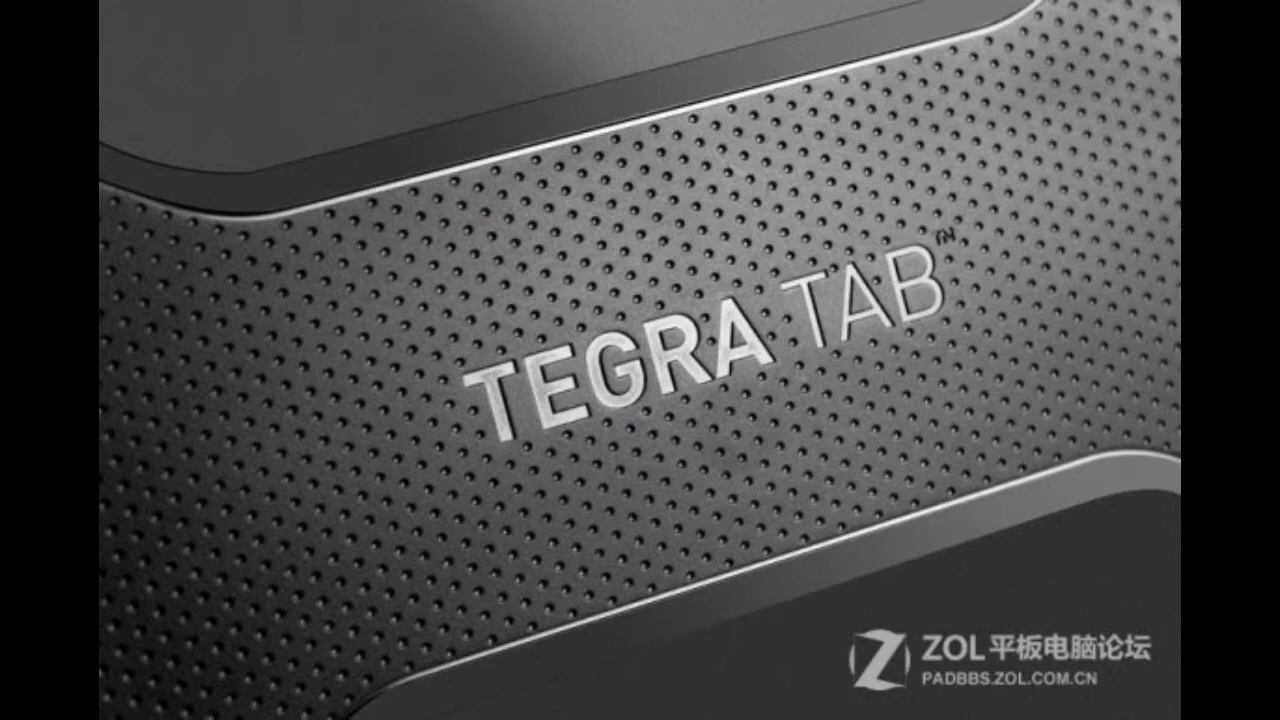 TEGRA TAB™
ZOL平板电脑论坛
PADBBS.ZOL.COM.CN